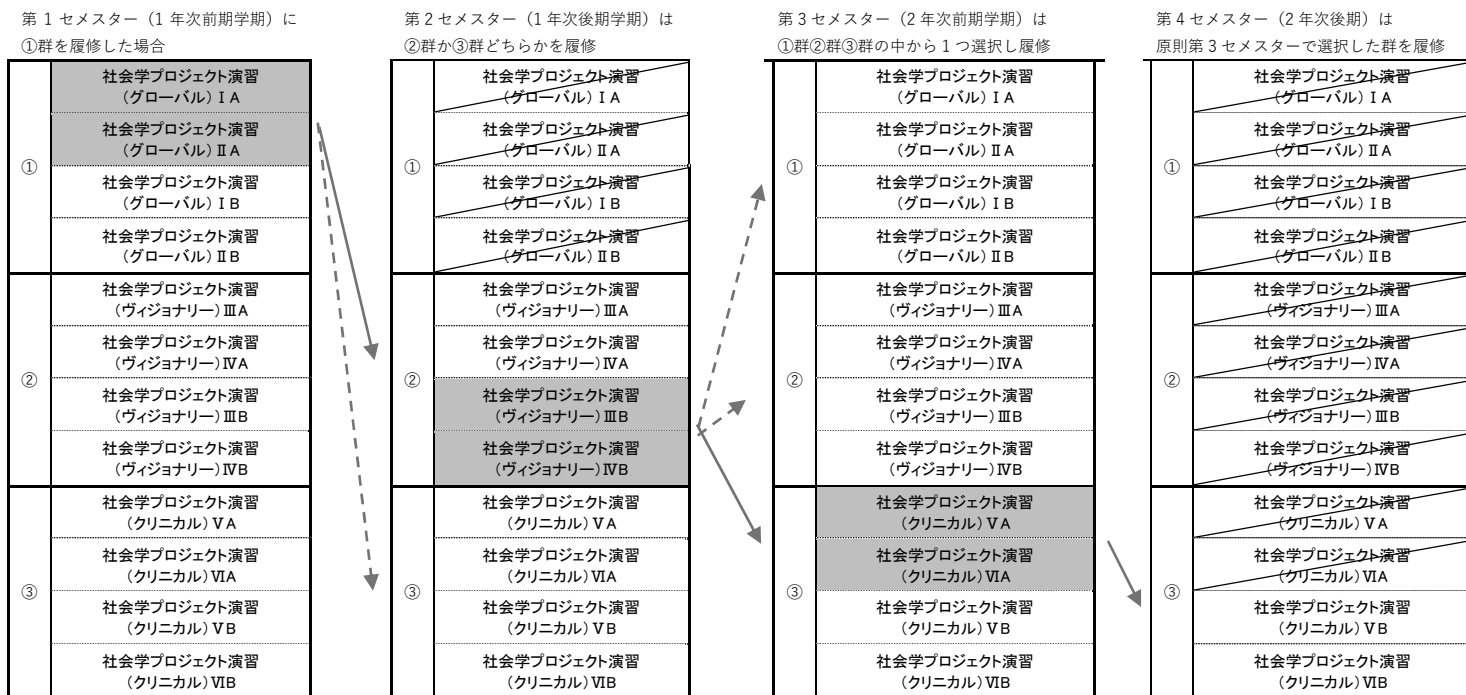 第 1 セメスター（1 年次前期学期）に
①群を履修した場合
社会学プロジェクト演習
（グローバル）ⅠA
社会学プロジェクト演習
（グローバル）ⅡA
①
社会学プロジェクト演習
（グローバル）ⅠB
社会学プロジェクト演習
（グローバル）ⅡB
社会学プロジェクト演習
（ヴィジョナリー）ⅢA
社会学プロジェクト演習
（ヴィジョナリー）ⅣA
②
社会学プロジェクト演習
（ヴィジョナリー）ⅢB
社会学プロジェクト演習
（ヴィジョナリー）ⅣB
社会学プロジェクト演習
（クリニカル）ⅤA
社会学プロジェクト演習
（クリニカル）ⅥA
③
社会学プロジェクト演習
（クリニカル）ⅤB
社会学プロジェクト演習
（クリニカル）ⅥB
第 2 セメスター（1 年次後期学期）は
②群か③群どちらかを履修
社会学プロジェクト演習
（グローバル）ⅠA
社会学プロジェクト演習
（グローバル）ⅡA
①
社会学プロジェクト演習
（グローバル）ⅠB
社会学プロジェクト演習
（グローバル）ⅡB
社会学プロジェクト演習
（ヴィジョナリー）ⅢA
社会学プロジェクト演習
（ヴィジョナリー）ⅣA
②
社会学プロジェクト演習
（ヴィジョナリー）ⅢB
社会学プロジェクト演習
（ヴィジョナリー）ⅣB
社会学プロジェクト演習
（クリニカル）ⅤA
社会学プロジェクト演習
（クリニカル）ⅥA
③
社会学プロジェクト演習
（クリニカル）ⅤB
社会学プロジェクト演習
（クリニカル）ⅥB
第 3 セメスター（2 年次前期学期）は
①群②群③群の中から 1 つ選択し履修
社会学プロジェクト演習
（グローバル）ⅠA
社会学プロジェクト演習
（グローバル）ⅡA
①
社会学プロジェクト演習
（グローバル）ⅠB
社会学プロジェクト演習
（グローバル）ⅡB
社会学プロジェクト演習
（ヴィジョナリー）ⅢA
社会学プロジェクト演習
（ヴィジョナリー）ⅣA
②
社会学プロジェクト演習
（ヴィジョナリー）ⅢB
社会学プロジェクト演習
（ヴィジョナリー）ⅣB
社会学プロジェクト演習
（クリニカル）ⅤA
社会学プロジェクト演習
（クリニカル）ⅥA
③
社会学プロジェクト演習
（クリニカル）ⅤB
社会学プロジェクト演習
（クリニカル）ⅥB
第 4 セメスター（2 年次後期）は
原則第 3 セメスターで選択した群を履修
社会学プロジェクト演習
（グローバル）ⅠA
社会学プロジェクト演習
（グローバル）ⅡA
①
社会学プロジェクト演習
（グローバル）ⅠB
社会学プロジェクト演習
（グローバル）ⅡB
社会学プロジェクト演習
（ヴィジョナリー）ⅢA
社会学プロジェクト演習
（ヴィジョナリー）ⅣA
②
社会学プロジェクト演習
（ヴィジョナリー）ⅢB
社会学プロジェクト演習
（ヴィジョナリー）ⅣB
社会学プロジェクト演習
（クリニカル）ⅤA
社会学プロジェクト演習
（クリニカル）ⅥA
③
社会学プロジェクト演習
（クリニカル）ⅤB
社会学プロジェクト演習
（クリニカル）ⅥB